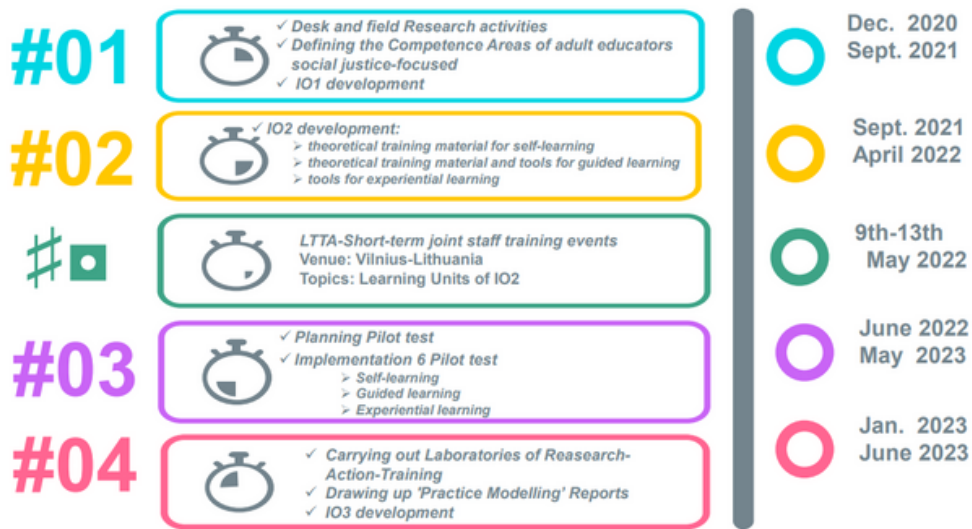 #01
✓ Desk and field Research activities
✓ Defining the Competence Areas of adult educators
social justice-focused
✓ IO1 development
Dec. 2020
Sept. 2021
#02
✓ IO2 development:
➢ theoretical training material for self-learning
➢ theoretical training material and tools for guided learning
➢ tools for experiential learning
Sept. 2021
April 2022
♯◘
LTTA-Short-term joint staff training events
Venue: Vilnius-Lithuania
Topics: Learning Units of IO2
9th-13th
May 2022
#03
✓ Planning Pilot test
✓ Implementation 6 Pilot test
➢ Self-learning
➢ Guided learning
➢ Experiential learning
June 2022
May 2023
#04
✓ Carrying out Laboratories of Reasearch-
Action-Training
✓ Drawing up 'Practice Modelling' Reports
✓ IO3 development
Jan. 2023
June 2023